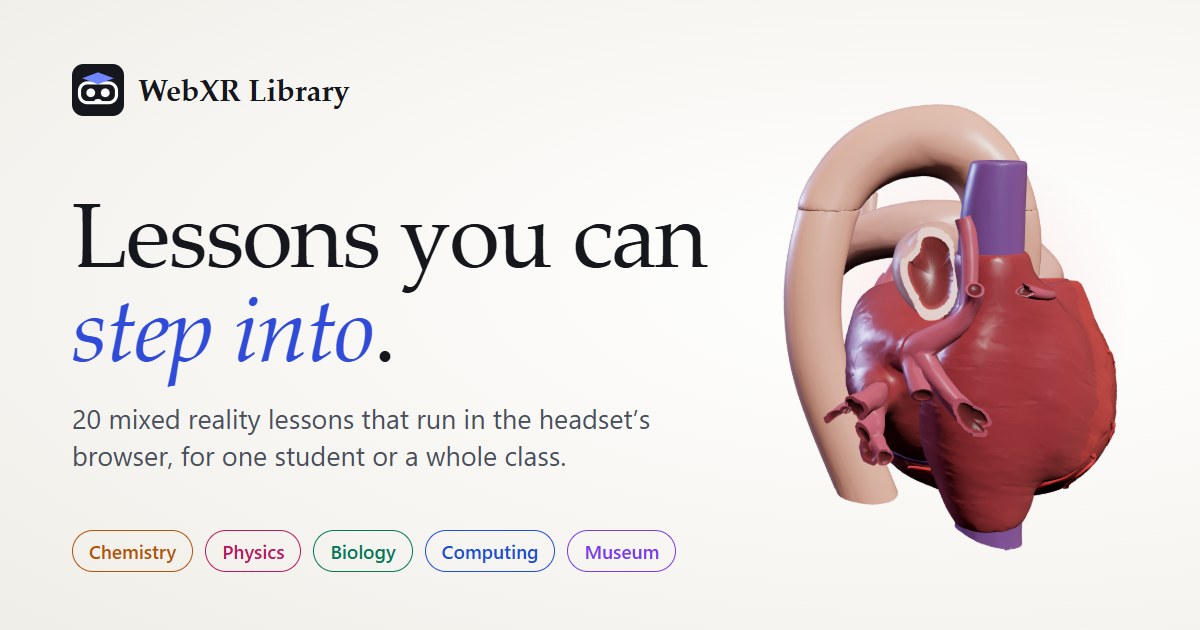 WebXR Library
Lessons you can
step into.
20 mixed reality lessons that run in the headset’s
browser, for one student or a whole class.
Chemistry
Physics
Biology
Computing
Museum